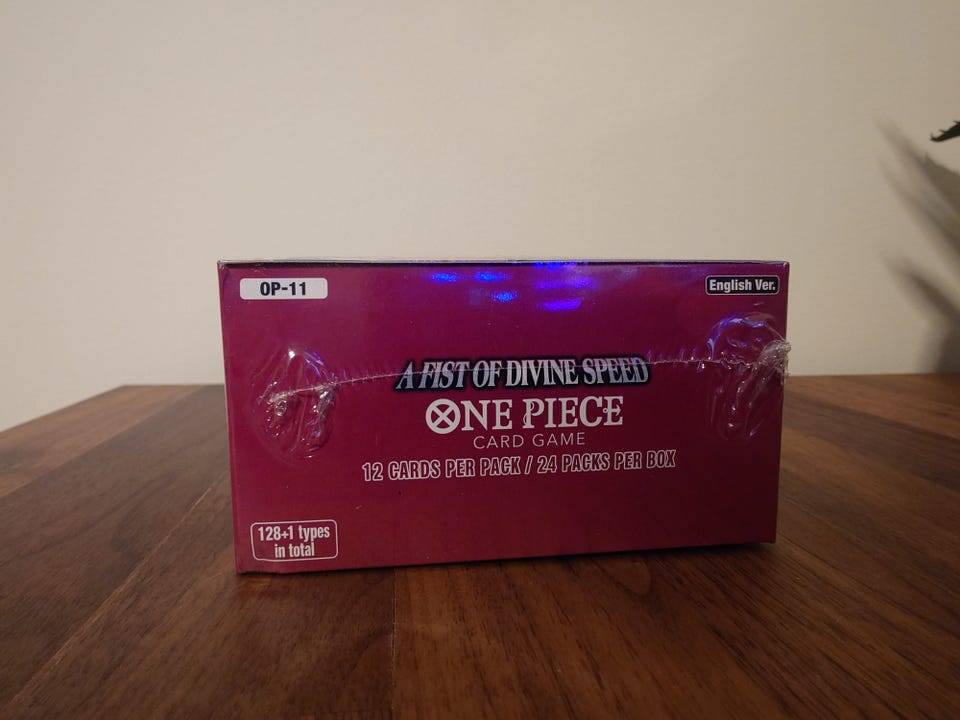 OP-11
English Ver.
A FIST OF DIVINE SPEED
ONE PIECE
CARD GAME
12 CARDS PER PACK / 24 PACKS PER BOX
128+1 types
in total